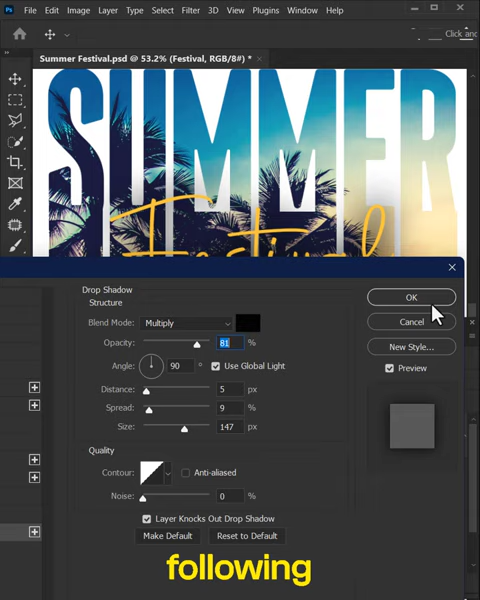 Ps File Edit Image Layer Type Select Filter 3D View Plugins Window Help
Click and
Summer Festival.psd @ 53.2% (Festival, RGB/8#) *
SUMMER
Festival
Drop Shadow
Structure
Blend Mode: Multiply
Opacity: 81 %
Angle: 90 ° Use Global Light
Distance: 5 px
Spread: 9 %
Size: 147 px
Quality
Contour: Anti-aliased
Noise: 0 %
Layer Knocks Out Drop Shadow
Make Default Reset to Default
OK
Cancel
New Style...
Preview
following